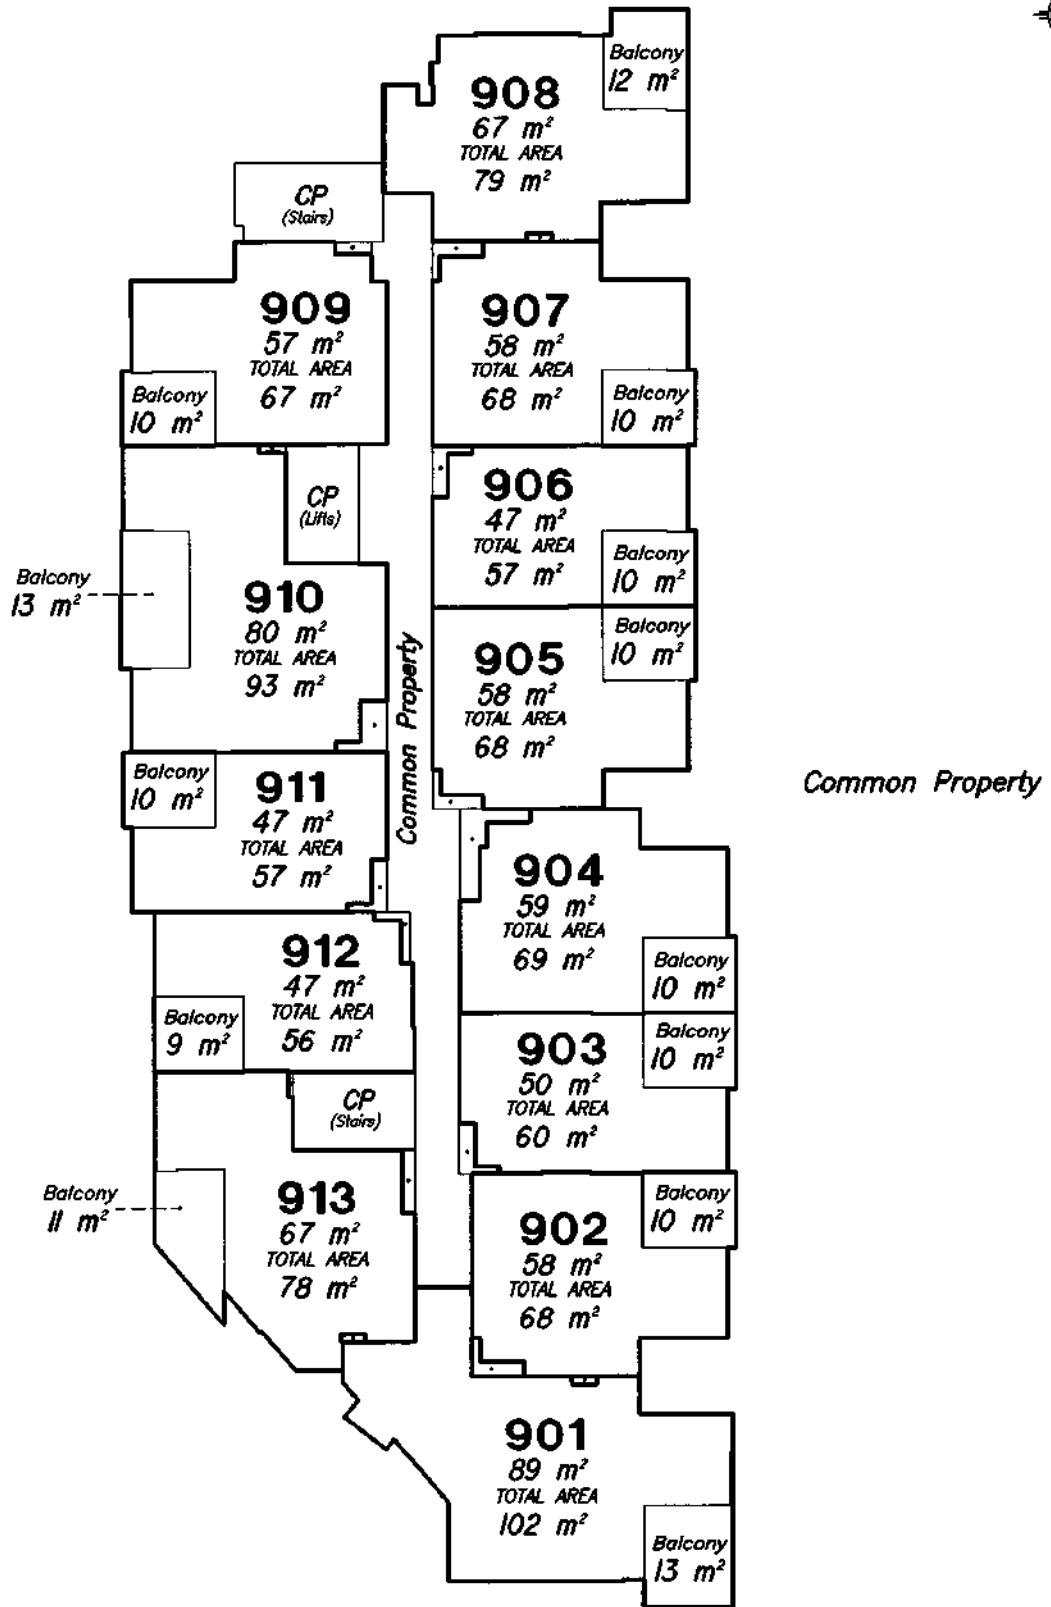 Balcony
12 m²
908
67 m²
TOTAL AREA
79 m²
CP
(Stairs)
909
57 m²
TOTAL AREA
67 m²
Balcony
10 m²
907
58 m²
TOTAL AREA
68 m²
Balcony
10 m²
CP
(Lifts)
906
47 m²
TOTAL AREA
57 m²
Balcony
10 m²
Balcony
13 m²
910
80 m²
TOTAL AREA
93 m²
Common Property
905
58 m²
TOTAL AREA
68 m²
Balcony
10 m²
Balcony
10 m²
911
47 m²
TOTAL AREA
57 m²
Common Property
904
59 m²
TOTAL AREA
69 m²
Balcony
10 m²
912
47 m²
TOTAL AREA
56 m²
Balcony
9 m²
903
50 m²
TOTAL AREA
60 m²
Balcony
10 m²
CP
(Stairs)
Balcony
11 m²
913
67 m²
TOTAL AREA
78 m²
902
58 m²
TOTAL AREA
68 m²
Balcony
10 m²
901
89 m²
TOTAL AREA
102 m²
Balcony
13 m²